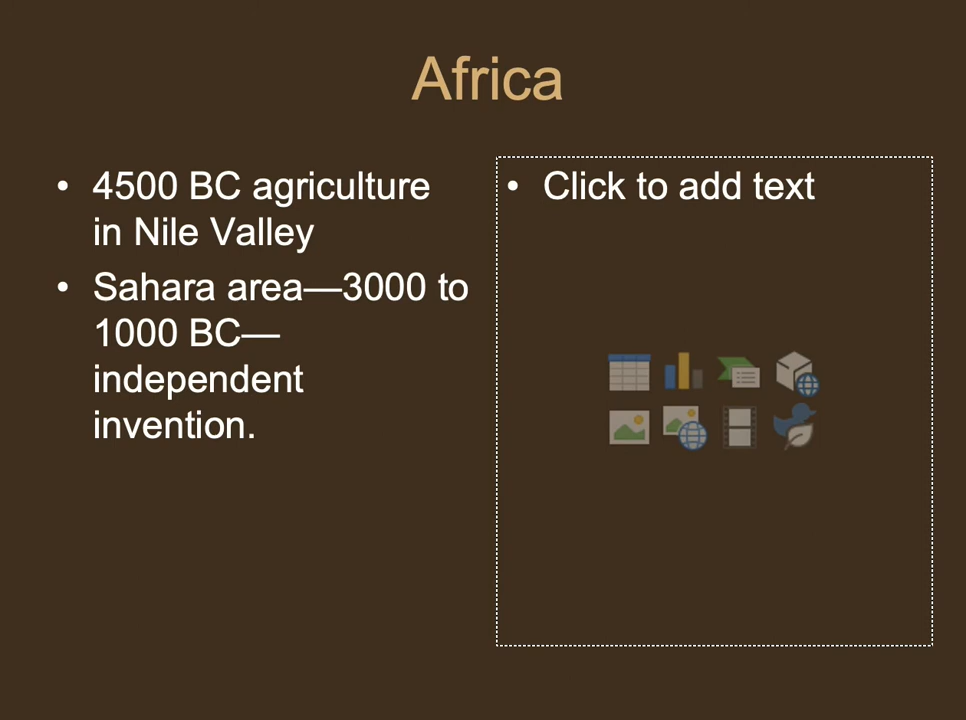 Africa
• 4500 BC agriculture
in Nile Valley
• Sahara area—3000 to
1000 BC—
independent
invention.
• Click to add text